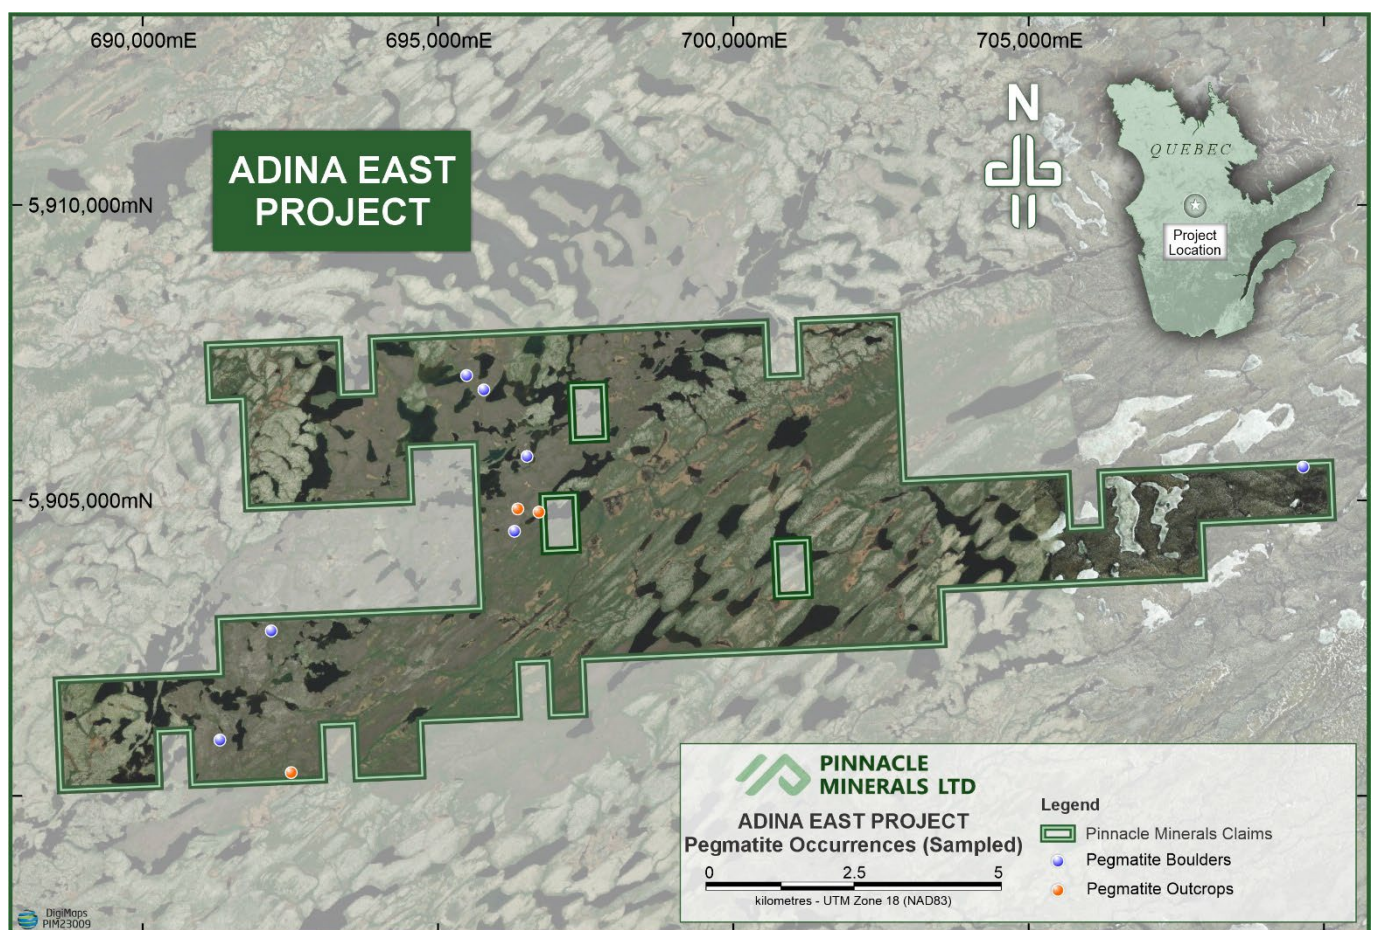 690,000mE
695,000mE
700,000mE
705,000mE
N
ADINA EAST
PROJECT
QUEBEC
5,910,000mN
Project
Location
5,905,000mN
PINNACLE
MINERALS LTD
ADINA EAST PROJECT
Pegmatite Occurrences (Sampled)
0 2.5 5
kilometres - UTM Zone 18 (NAD83)
Legend
Pinnacle Minerals Claims
Pegmatite Boulders
Pegmatite Outcrops
DigiMaps
PIM23009